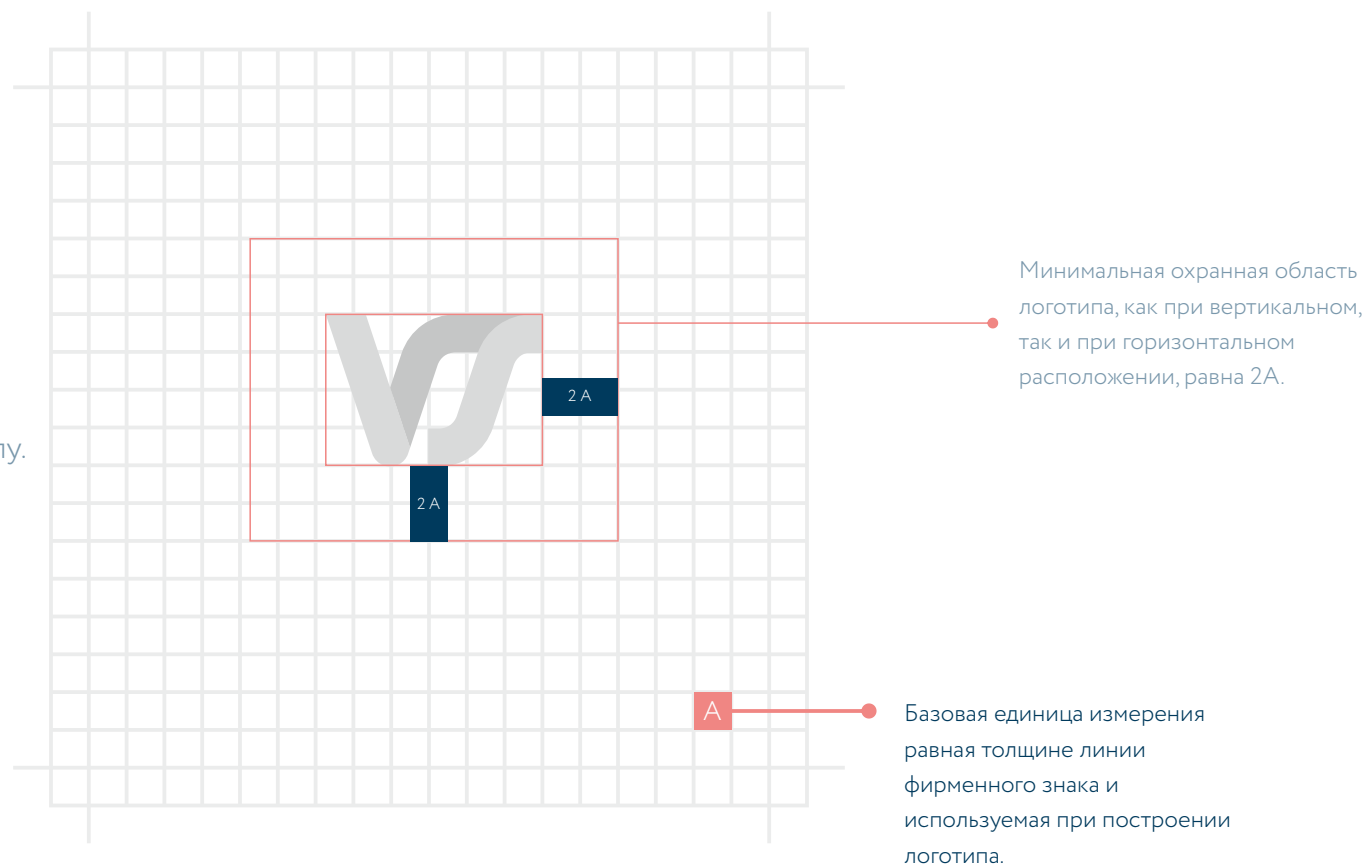 Минимальная охранная область
логотипа, как при вертикальном,
так и при горизонтальном
расположении, равна 2А.
2 А
2 А
А
Базовая единица измерения
равная толщине линии
фирменного знака и
используемая при построении
логотипа.